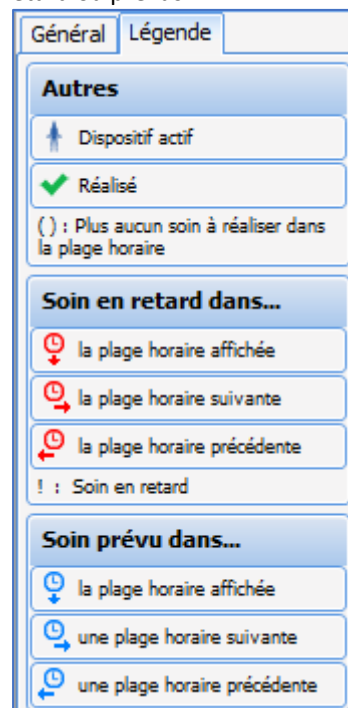 Général Légende
Autres
Dispositif actif
Réalisé
( ) : Plus aucun soin à réaliser dans
la plage horaire
Soin en retard dans...
la plage horaire affichée
la plage horaire suivante
la plage horaire précédente
! : Soin en retard
Soin prévu dans...
la plage horaire affichée
une plage horaire suivante
une plage horaire précédente